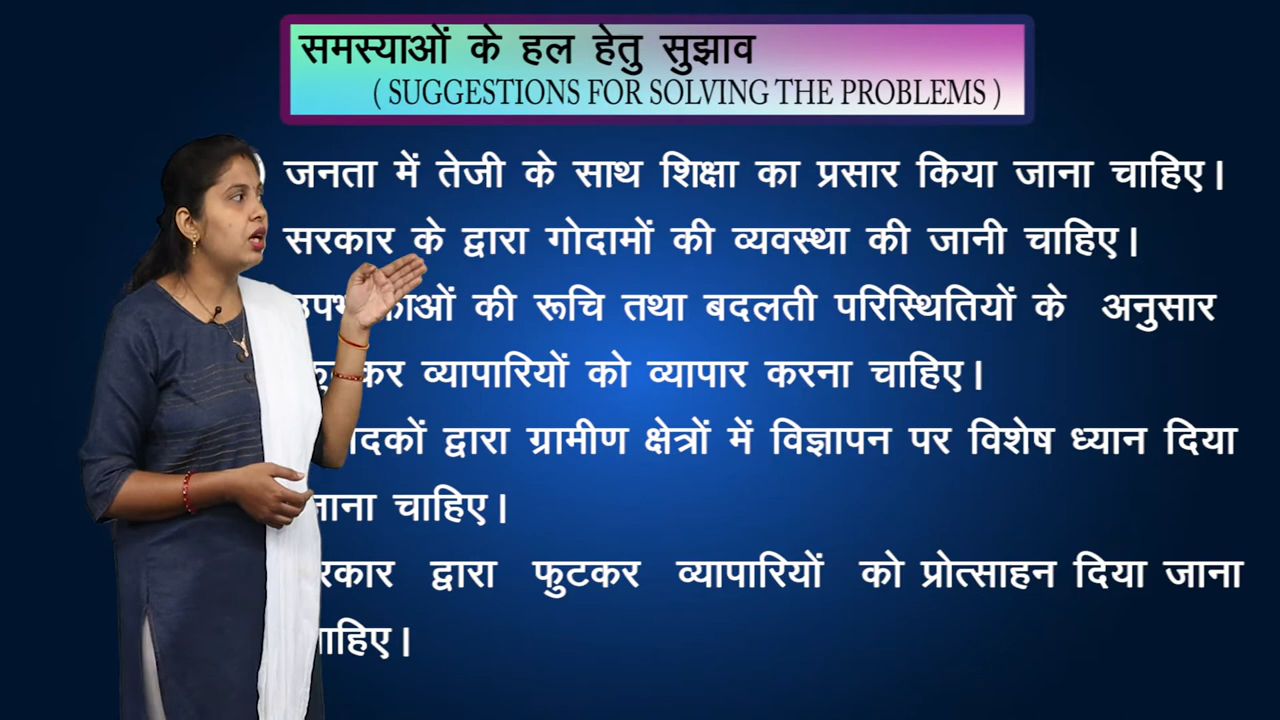 समस्याओं के हल हेतु सुझाव
( SUGGESTIONS FOR SOLVING THE PROBLEMS )
जनता में तेजी के साथ शिक्षा का प्रसार किया जाना चाहिए।
सरकार के द्वारा गोदामों की व्यवस्था की जानी चाहिए।
की रूचि तथा बदलती परिस्थितियों के अनुसार
व्यापारियों को व्यापार करना चाहिए।
द्वारा ग्रामीण क्षेत्रों में विज्ञापन पर विशेष ध्यान दिया
चाहिए।
द्वारा फुटकर व्यापारियों को प्रोत्साहन दिया जाना